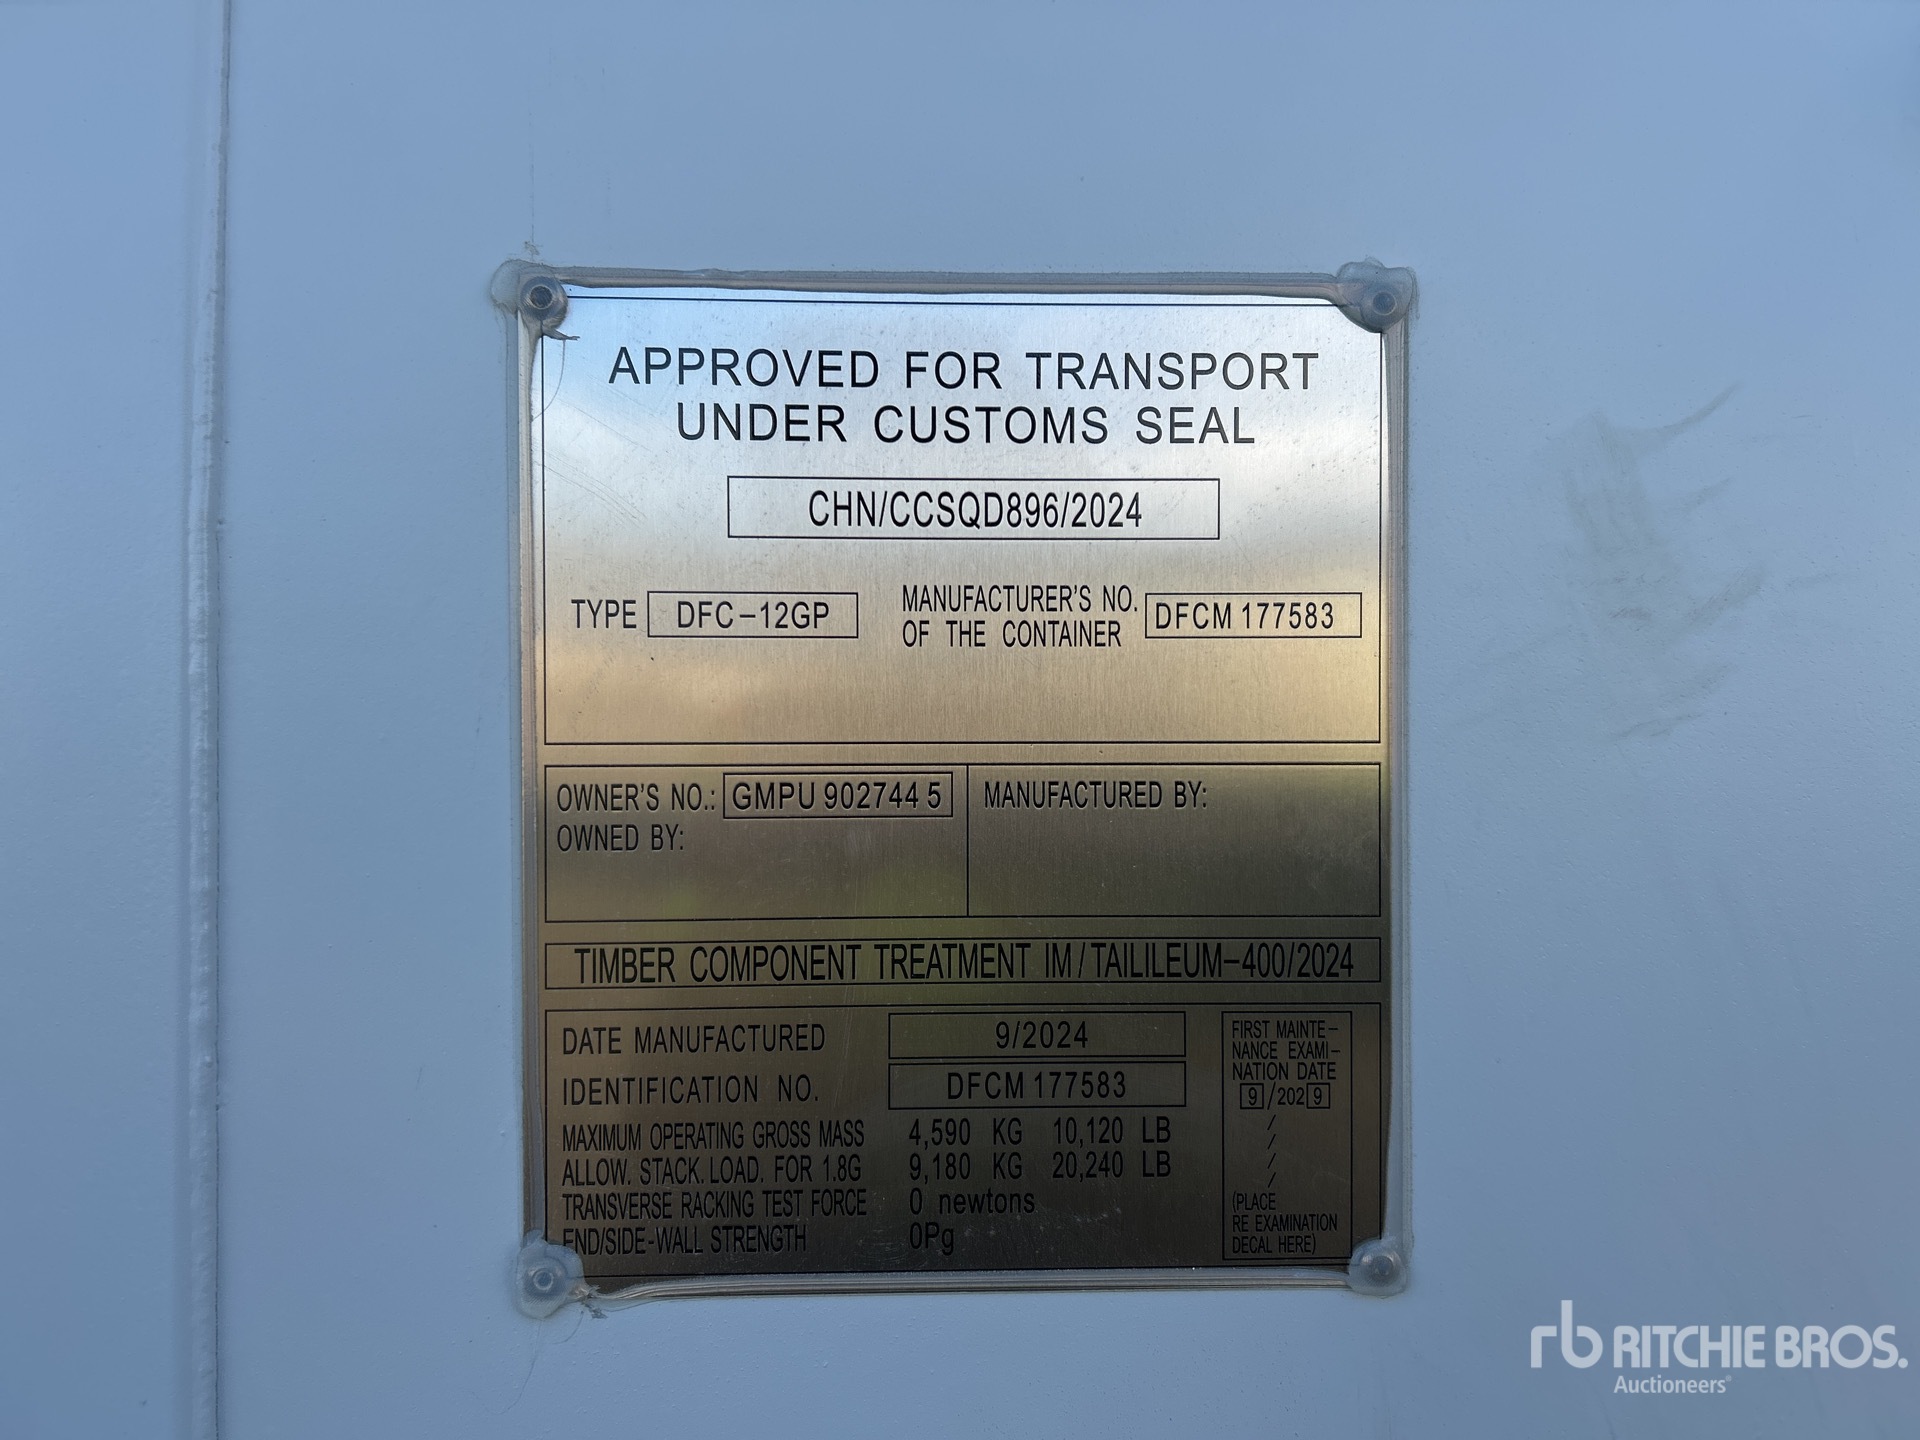 APPROVED FOR TRANSPORT
UNDER CUSTOMS SEAL
CHN/CCSQD896/2024
TYPE DFC-12GP MANUFACTURER'S NO. OF THE CONTAINER DFCM 177583
OWNER'S NO.: GMPU 902744 5
OWNED BY:
MANUFACTURED BY:
TIMBER COMPONENT TREATMENT IM/TAILILEUM-400/2024
DATE MANUFACTURED 9/2024
IDENTIFICATION NO. DFCM 177583
MAXIMUM OPERATING GROSS MASS 4,590 KG 10,120 LB
ALLOW. STACK. LOAD. FOR 1.8G 9,180 KG 20,240 LB
TRANSVERSE RACKING TEST FORCE 0 newtons
END/SIDE-WALL STRENGTH 0Pg
FIRST MAINTE-
NANCE EXAMI-
NATION DATE
9/2029
/
/
/
/
(PLACE
RE EXAMINATION
DECAL HERE)
rb RITCHIE BROS.
Auctioneers